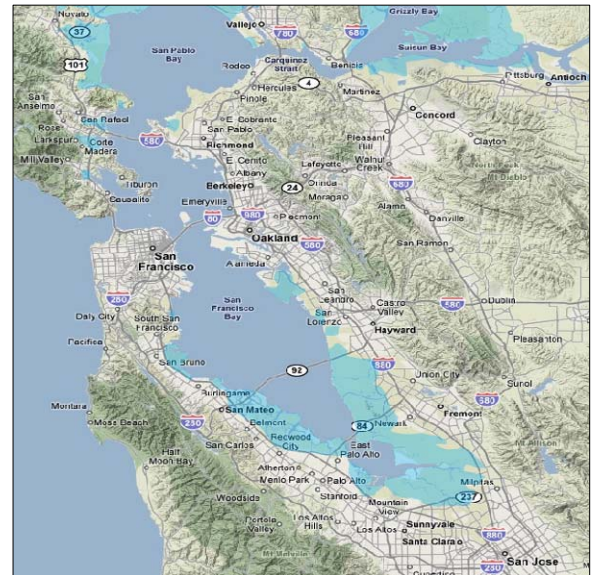 Novato
37
Vallejo
780
680
Grizzly Bay
101
San Pablo
Bay
Suisun Bay
Rodeo
Carquinez
Strait
Benicia
Pittsburg
Antioch
Hercules
4
Martinez
San
Anselmo
Pinole
San Rafael
Concord
Ross
E. Sobrante
San Pablo
Larkspur
Corte
Madera
580
Richmond
Pleasant
Hill
Clayton
Mill Valley
E. Cerrito
Lafayette
Walnut
Creek
Albany
Orinda
Mt Diablo
Tiburon
Berkeley
24
680
Sausalito
Moraga
Emeryville
80
980
Piedmont
Alamo
Danville
Oakland
580
San
Francisco
San Ramon
Alameda
280
San
Francisco
Bay
San
Leandro
Castro
Valley
580
Dublin
Daly City
South San
Francisco
San
Lorenzo
Hayward
Pacifica
Pleasanton
San Bruno
92
880
Union City
Sunol
Burlingame
680
Montara
San Mateo
Fremont
Moss Beach
280
Belmont
84
Newark
San Carlos
Redwood
City
East
Palo Alto
Mt Allison
Half
Moon Bay
Atherton
Menlo Park
Palo Alto
Milpitas
Woodside
Stanford
237
Mountain
View
Portola
Valley
Los Altos
Hills
Los Altos
Sunnyvale
880
Santa Clara
San Jose
280
Cupertino